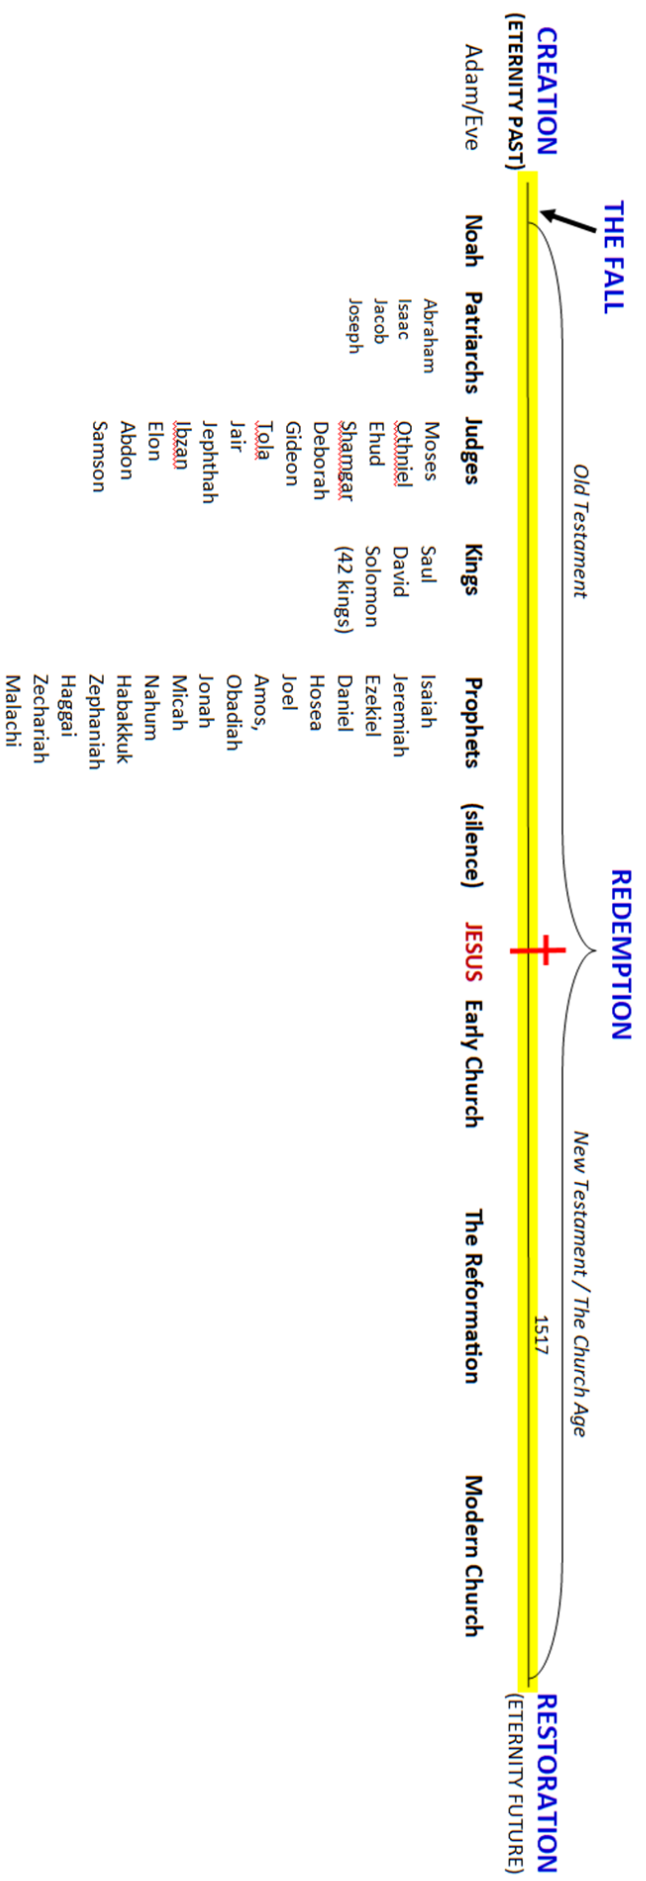 THE FALL
REDEMPTION
Old Testament
New Testament / The Church Age
CREATION
(ETERNITY PAST)
1517
RESTORATION
(ETERNITY FUTURE)
Adam/Eve
Noah
Patriarchs
Judges
Kings
Prophets
(silence)
JESUS
Early Church
The Reformation
Modern Church
Abraham
Isaac
Jacob
Joseph
Moses
Othniel
Ehud
Shamgar
Deborah
Gideon
Tola
Jair
Jephthah
Ibzan
Elon
Abdon
Samson
Saul
David
Solomon
(42 kings)
Isaiah
Jeremiah
Ezekiel
Daniel
Hosea
Joel
Amos,
Obadiah
Jonah
Micah
Nahum
Habakkuk
Zephaniah
Haggai
Zechariah
Malachi